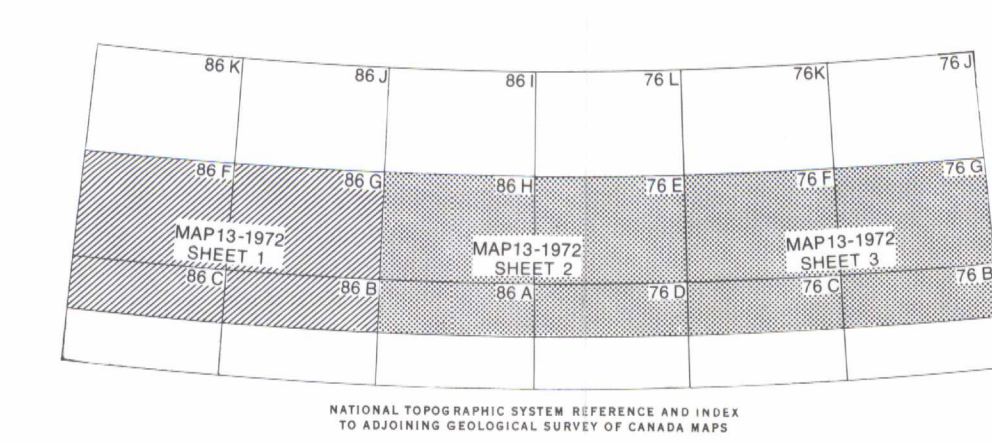 86 K
86 J
86 I
76 L
76K
76 J
86 F
86 G
86 H
76 E
76 F
76 G
MAP13-1972
SHEET 1
MAP13-1972
SHEET 2
MAP13-1972
SHEET 3
86 C
86 B
86 A
76 D
76 C
76 B
NATIONAL TOPOGRAPHIC SYSTEM REFERENCE AND INDEX
TO ADJOINING GEOLOGICAL SURVEY OF CANADA MAPS